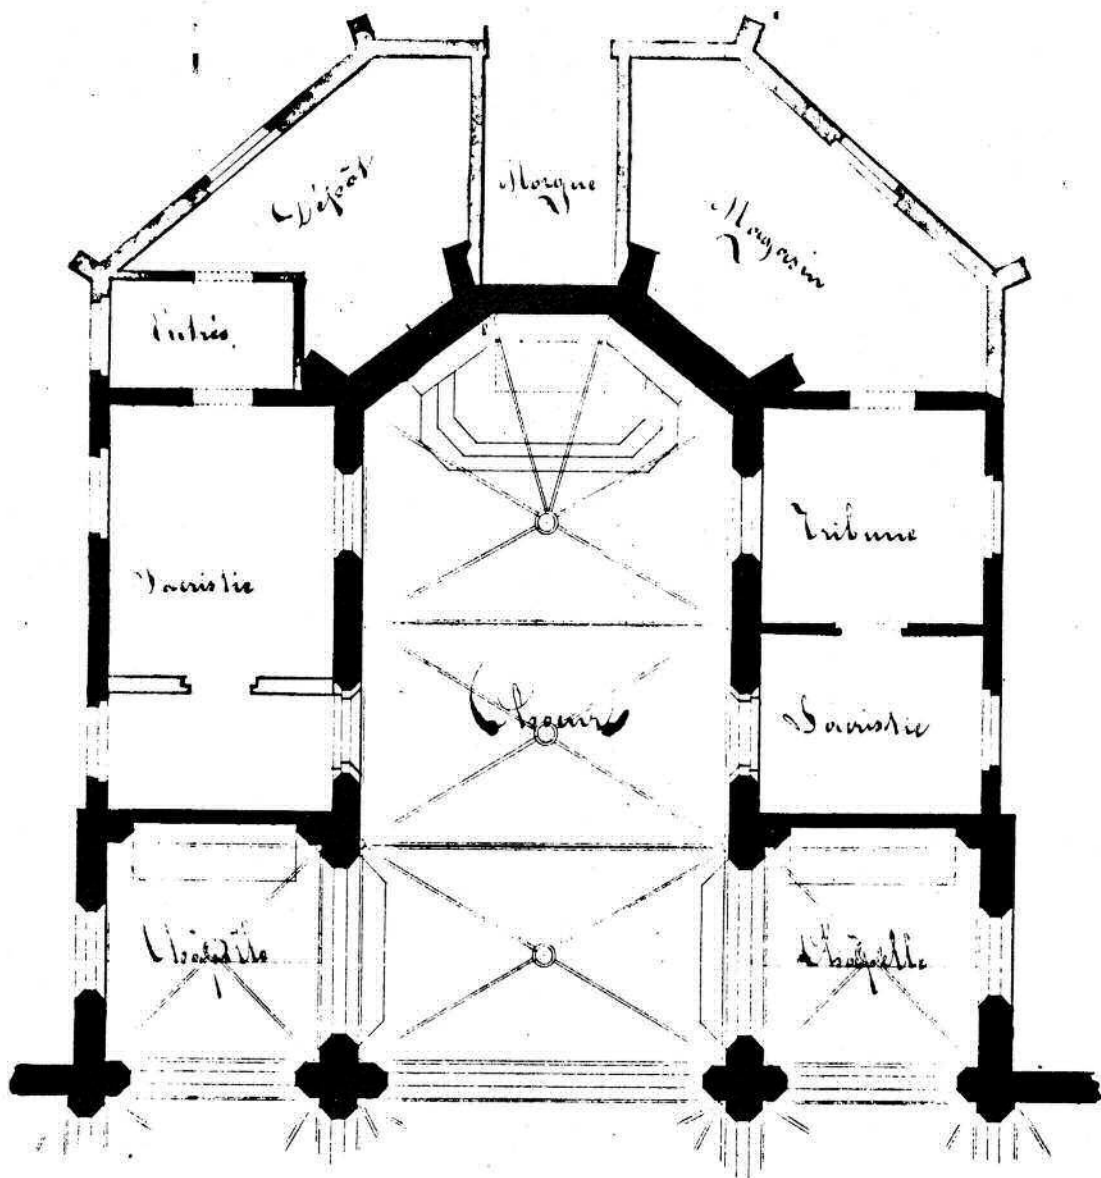 Dépôt
Morgue
Magasin
Entrée
Tribune
Sacristie
Choeur
Sacristie
Chapelle
Chapelle